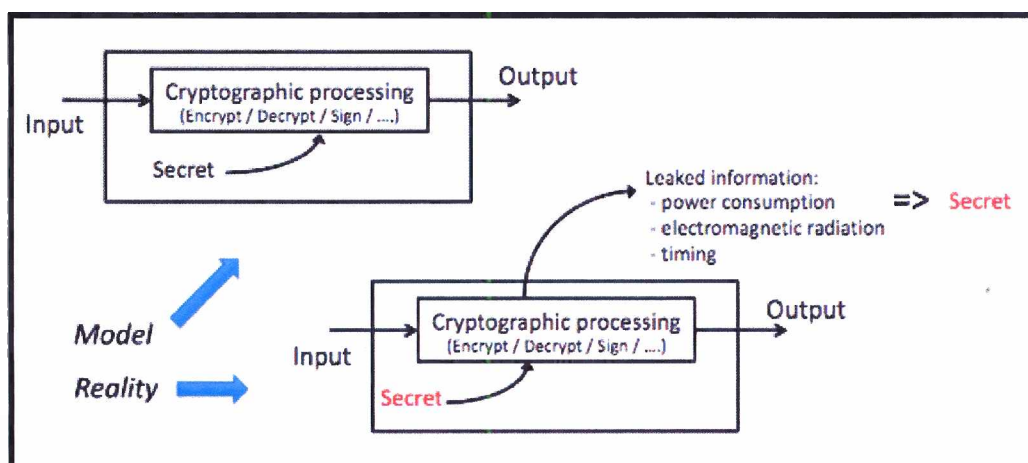 Output
Cryptographic processing
(Encrypt / Decrypt / Sign / ....)
Input
Secret
Leaked information:
- power consumption
- electromagnetic radiation
- timing
=> Secret
Model
Reality
Output
Cryptographic processing
(Encrypt / Decrypt / Sign / ....)
Input
Secret